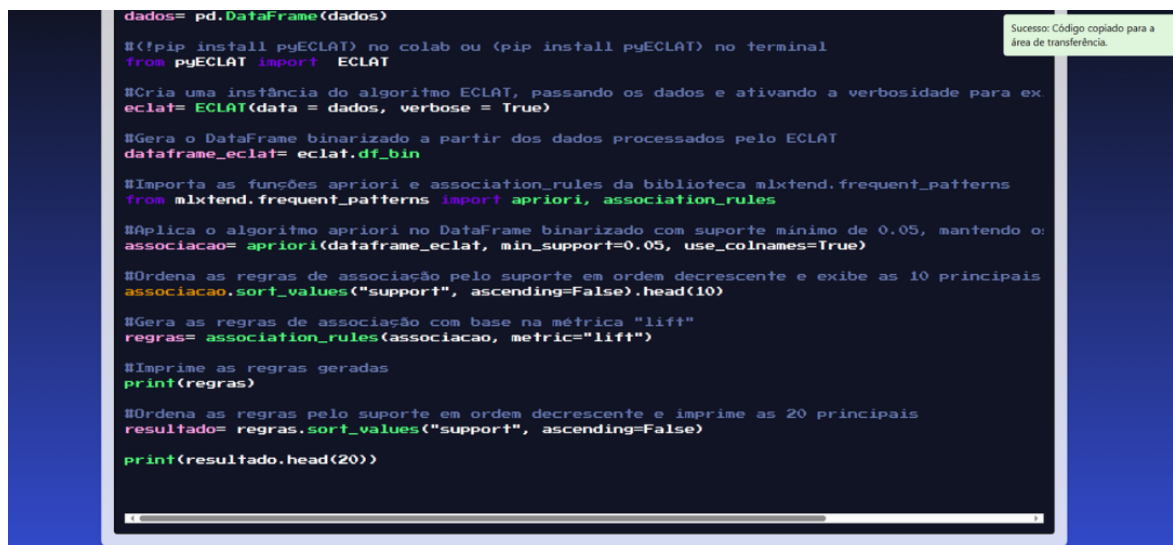 dados= pd.DataFrame(dados)
Sucesso: Código copiado para a
área de transferência.
#(!pip install pyECLAT) no colab ou (pip install pyECLAT) no terminal
from pyECLAT import  ECLAT
#Cria uma instância do algoritmo ECLAT, passando os dados e ativando a verbosidade para ex
eclat= ECLAT(data = dados, verbose = True)
#Gera o DataFrame binarizado a partir dos dados processados pelo ECLAT
dataframe_eclat= eclat.df_bin
#Importa as funções apriori e association_rules da biblioteca mlxtend.frequent_patterns
from mlxtend.frequent_patterns import apriori, association_rules
#Aplica o algoritmo apriori no DataFrame binarizado com suporte mínimo de 0.05, mantendo os
associacao= apriori(dataframe_eclat, min_support=0.05, use_colnames=True)
#Ordena as regras de associação pelo suporte em ordem decrescente e exibe as 10 principais
associacao.sort_values("support", ascending=False).head(10)
#Gera as regras de associação com base na métrica "lift"
regras= association_rules(associacao, metric="lift")
#Imprime as regras geradas
print(regras)
#Ordena as regras pelo suporte em ordem decrescente e imprime as 20 principais
resultado= regras.sort_values("support", ascending=False)
print(resultado.head(20))